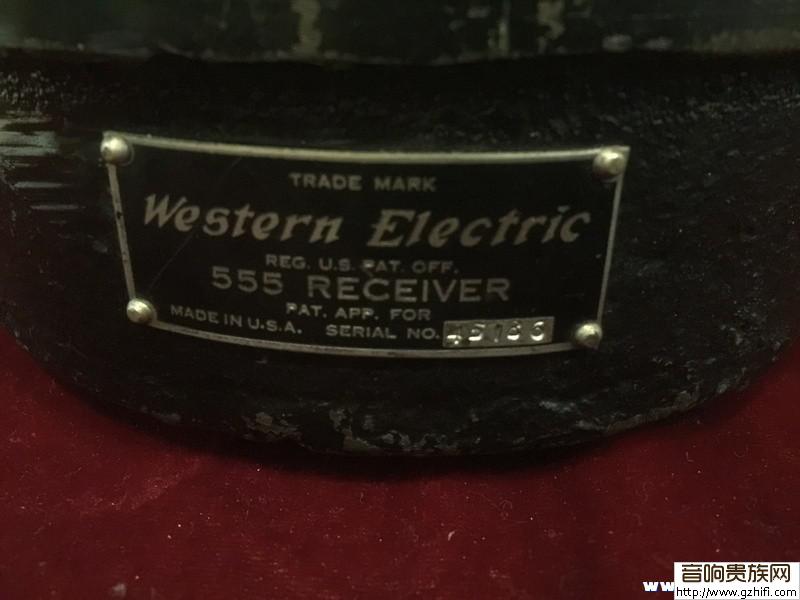 TRADE MARK
Western Electric
REG. U.S. PAT. OFF.
555 RECEIVER
PAT. APP. FOR
MADE IN U.S.A. SERIAL NO.
音响贵族网
http://www.gzhifi.com